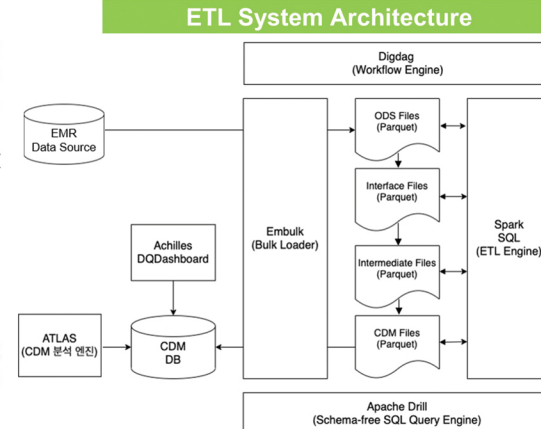 ETL System Architecture
Digdag
(Workflow Engine)
EMR
Data Source
Embulk
(Bulk Loader)
ODS Files
(Parquet)
Interface Files
(Parquet)
Intermediate Files
(Parquet)
CDM Files
(Parquet)
Spark
SQL
(ETL Engine)
Achilles
DQDashboard
ATLAS
(CDM 분석 엔진)
CDM
DB
Apache Drill
(Schema-free SQL Query Engine)